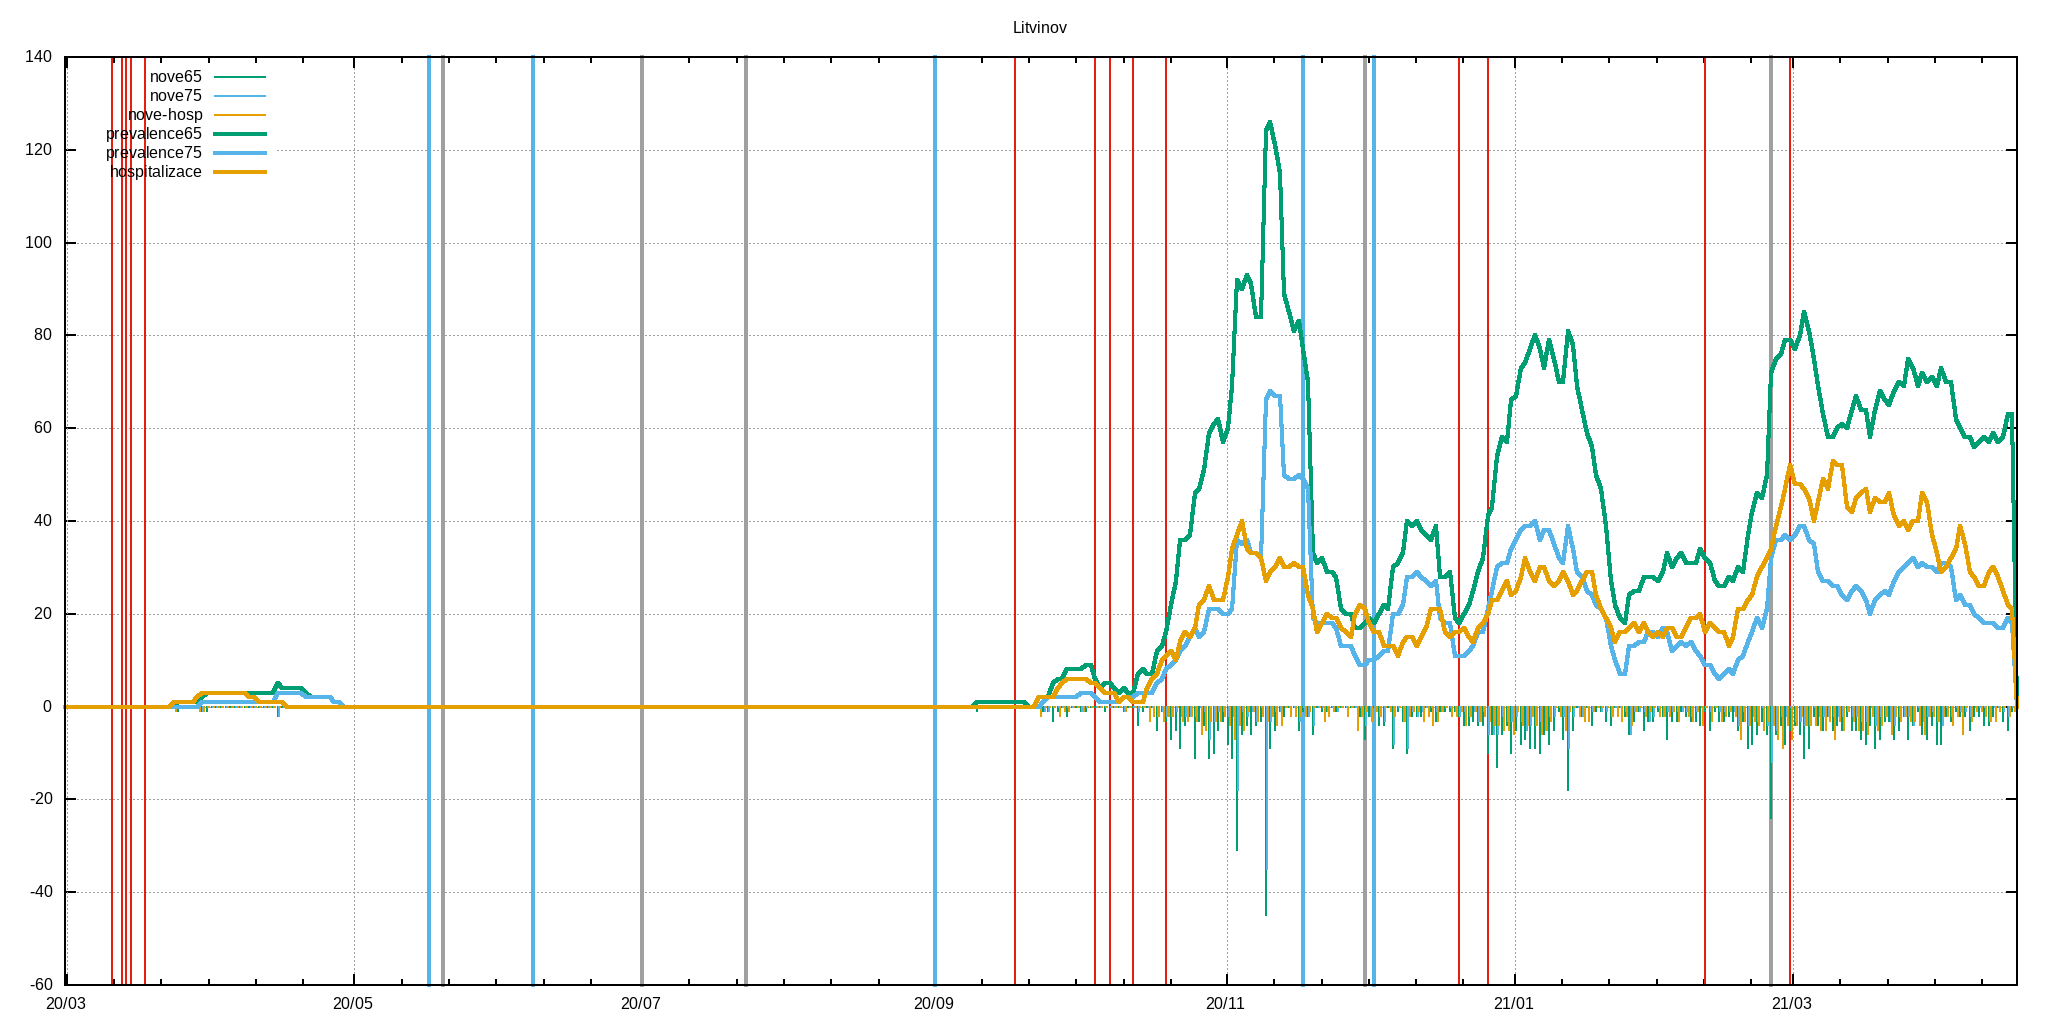 Litvinov
140
120
100
80
60
40
20
0
-20
-40
-60
nove65
nove75
nove-hosp
prevalence65
prevalence75
hospitalizace
20/03 20/05 20/07 20/09 20/11 21/01 21/03